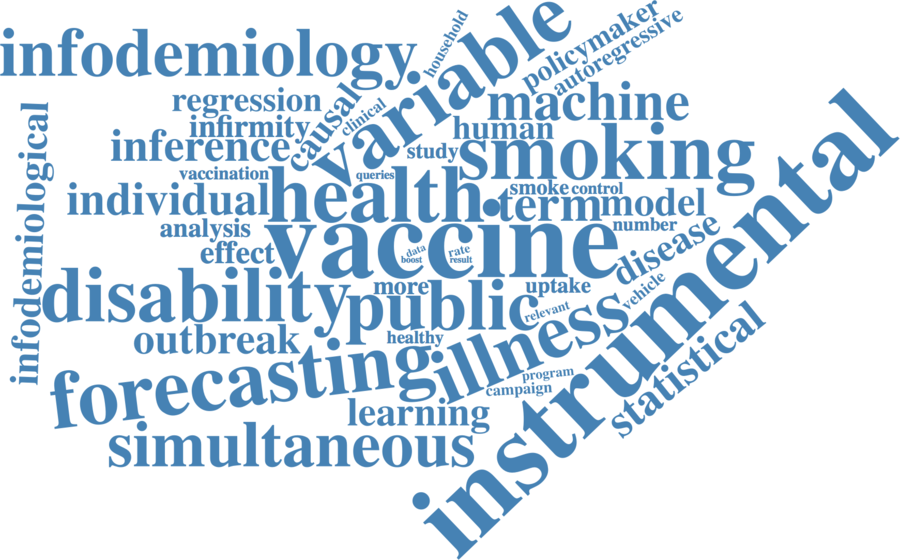 household
variable
policymaker
autoregressive
infodemiology
regression
causal
clinical
machine
infirmity
human
infodemiological
inference
study
smoking
vaccination
queries
individual
health
smoke
control
term
model
analysis
number
effect
vaccine
data
boost
rate
result
disease
instrumental
disability
more
uptake
vehicle
public
relevant
outbreak
healthy
illness
statistical
forecasting
program
campaign
learning
simultaneous